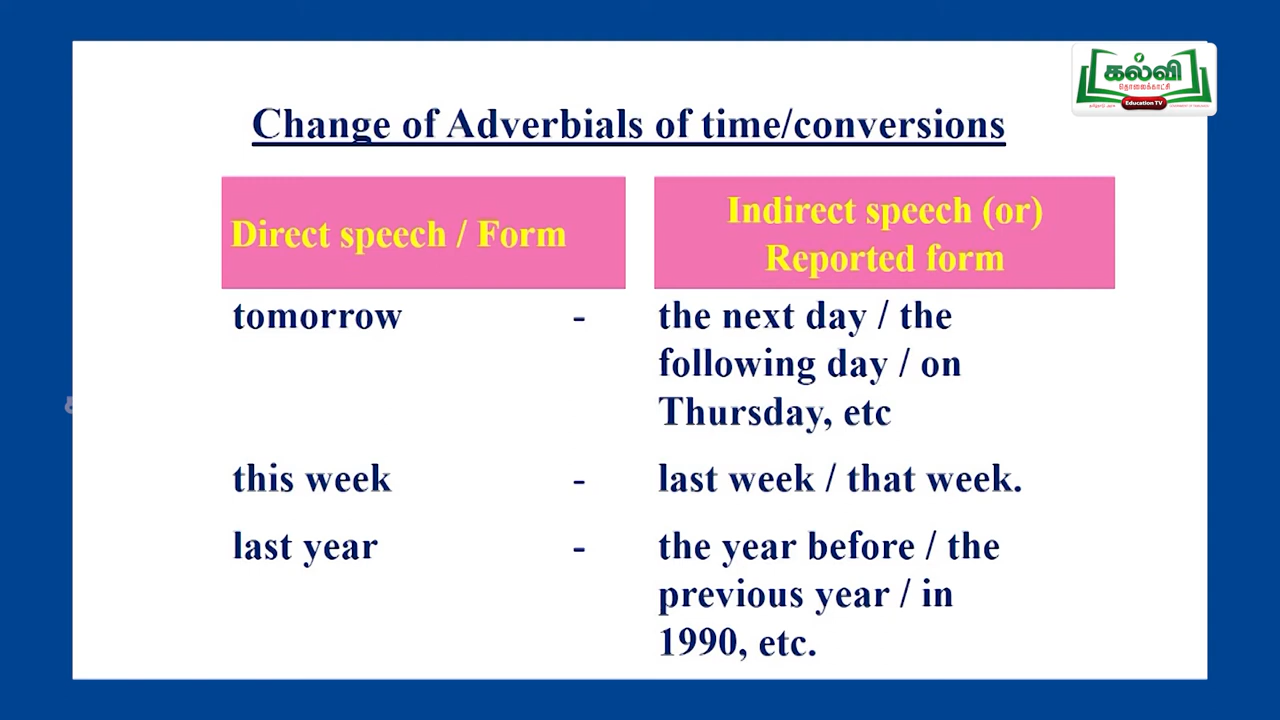 கல்வி
தொலைக்காட்சி
Education TV
Change of Adverbials of time/conversions
Direct speech / Form
Indirect speech (or)
Reported form
tomorrow - the next day / the
following day / on
Thursday, etc
this week - last week / that week.
last year - the year before / the
previous year / in
1990, etc.